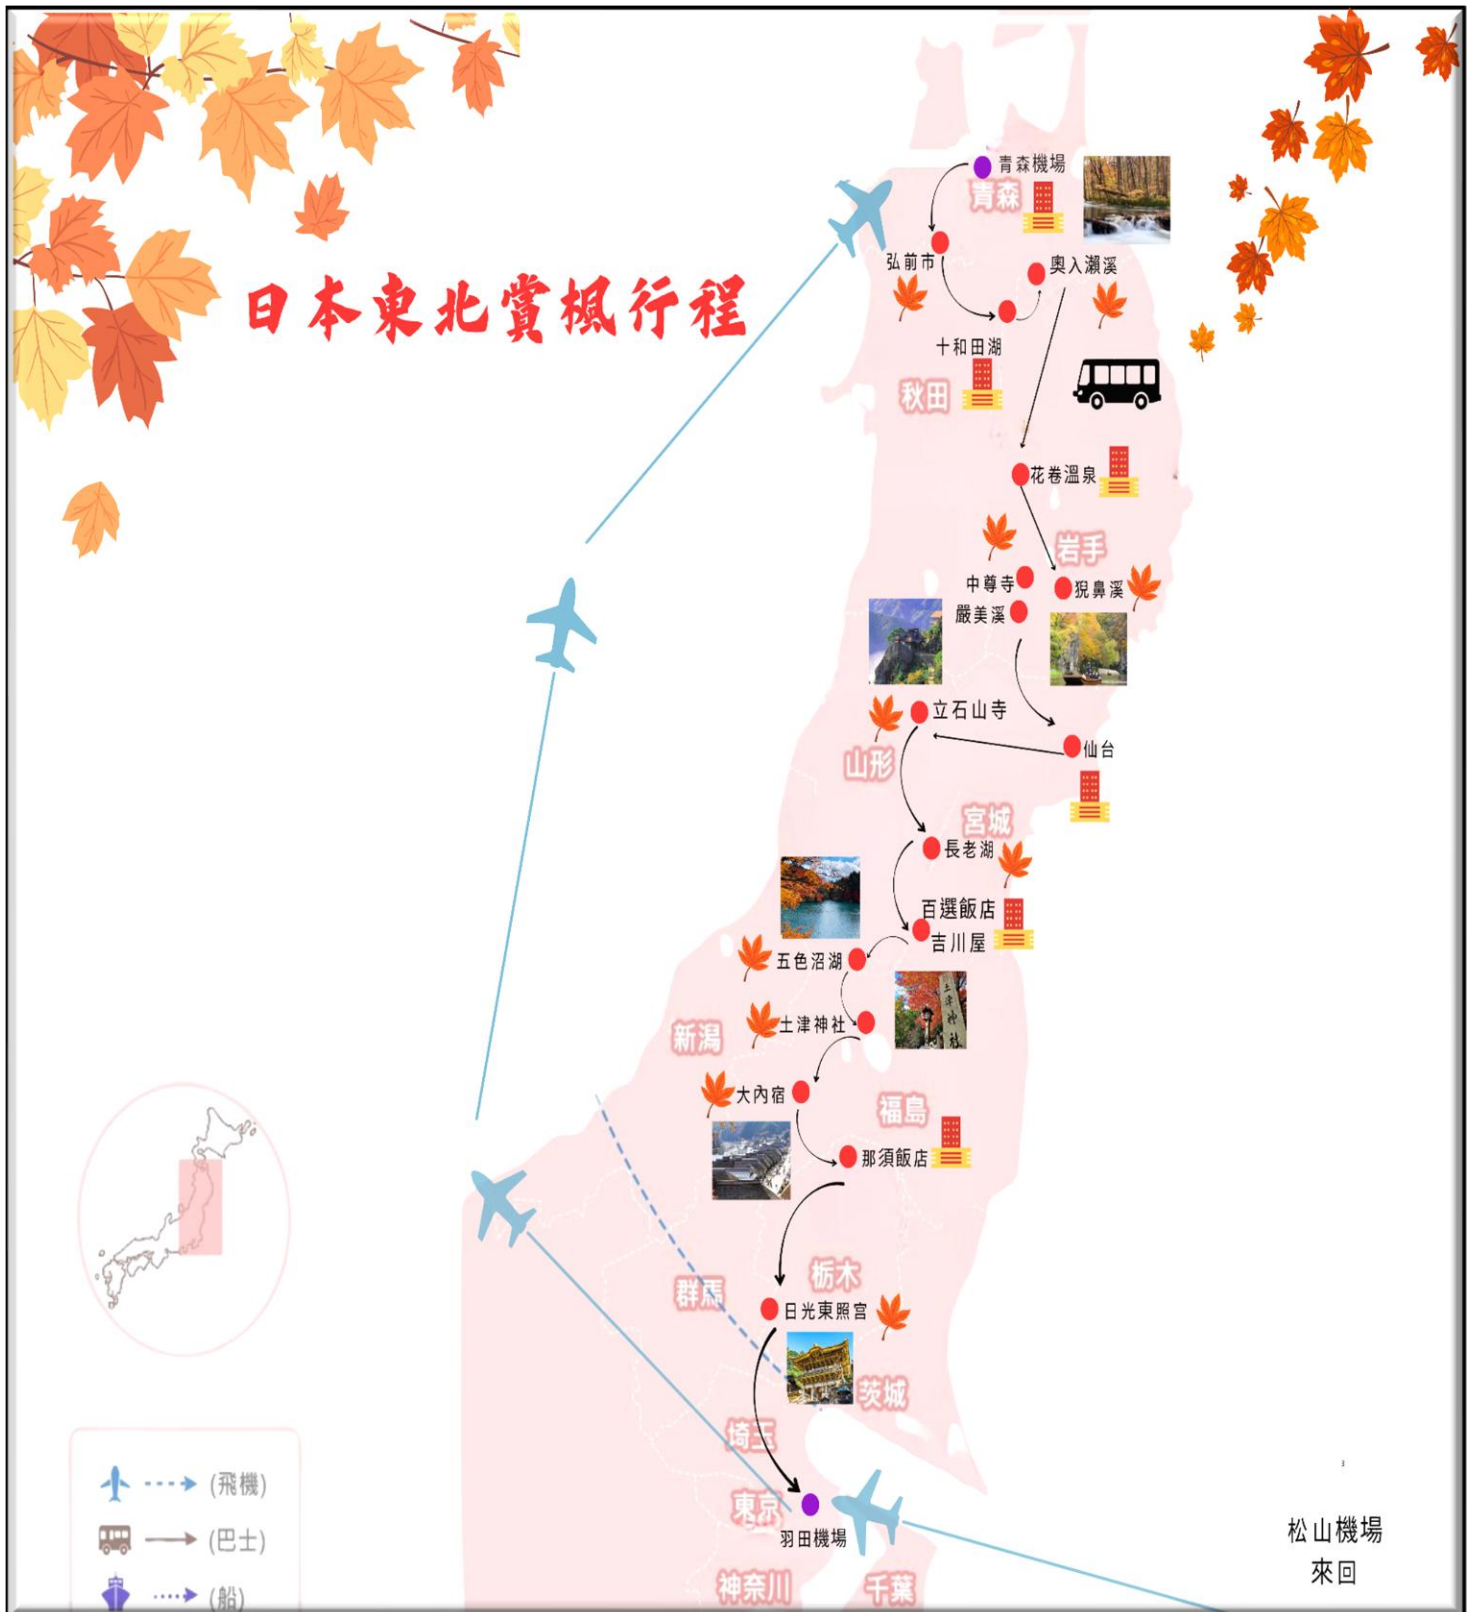 日本東北賞楓行程
青森機場
青森
弘前市
奧入瀨溪
十和田湖
秋田
花卷溫泉
岩手
中尊寺
猊鼻溪
嚴美溪
立石山寺
仙台
山形
宮城
長老湖
百選飯店
吉川屋
五色沼湖
土津神社
土津神社
新潟
大內宿
福島
那須飯店
栃木
群馬
日光東照宮
茨城
埼玉
東京
羽田機場
神奈川
千葉
松山機場
來回
(飛機)
(巴士)
(船)